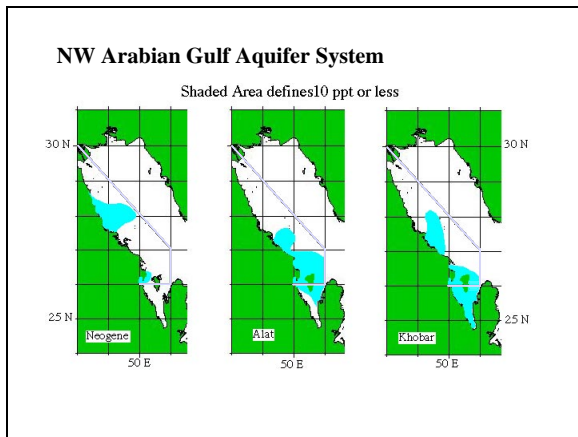 NW Arabian Gulf Aquifer System
Shaded Area defines10 ppt or less
30 N
30 N
25 N
25 N
Neogene
Alat
Khobar
50 E
50 E
50 E